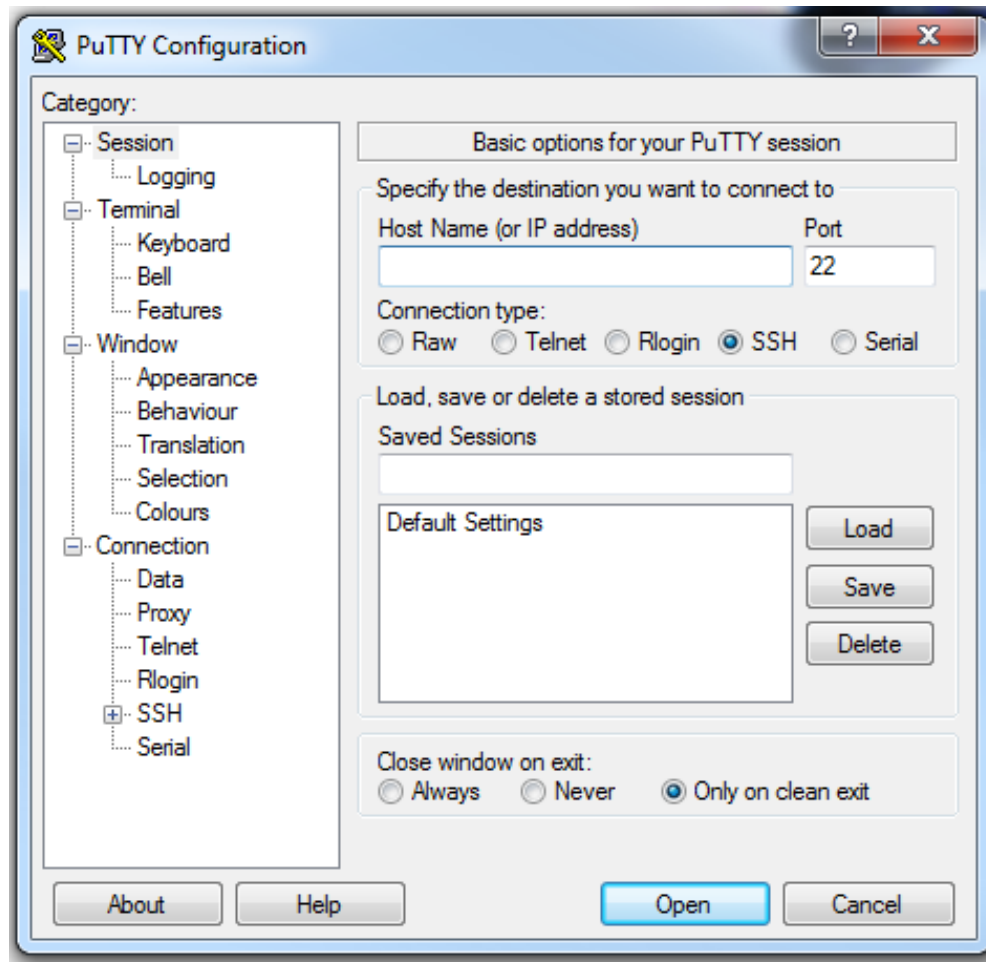 PuTTY Configuration
?
X
Category:
Session
Logging
Terminal
Keyboard
Bell
Features
Window
Appearance
Behaviour
Translation
Selection
Colours
Connection
Data
Proxy
Telnet
Rlogin
SSH
Serial
Basic options for your PuTTY session
Specify the destination you want to connect to
Host Name (or IP address) Port
22
Connection type:
Raw Telnet Rlogin SSH Serial
Load, save or delete a stored session
Saved Sessions
Default Settings
Load
Save
Delete
Close window on exit:
Always Never Only on clean exit
About Help Open Cancel